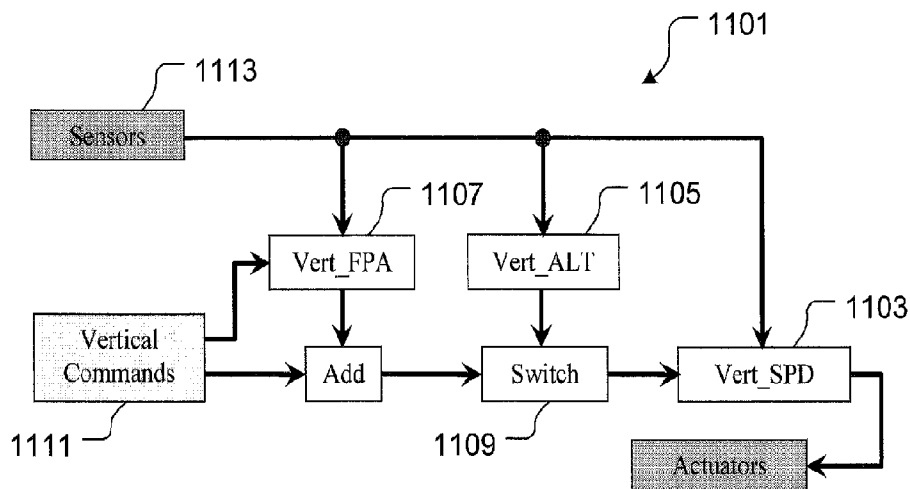 1101
1113
Sensors
1107
1105
Vert_FPA
Vert_ALT
1103
Vertical
Commands
Add
Switch
Vert_SPD
1111
1109
Actuators